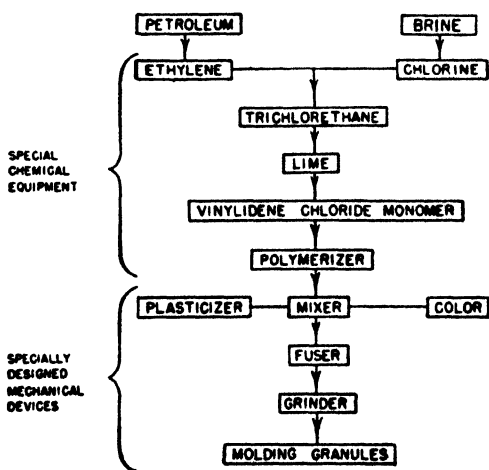 PETROLEUM BRINE
ETHYLENE CHLORINE
TRICHLORETHANE
SPECIAL
CHEMICAL
EQUIPMENT
LIME
VINYLIDENE CHLORIDE MONOMER
POLYMERIZER
PLASTICIZER MIXER COLOR
SPECIALLY
DESIGNED
MECHANICAL
DEVICES
FUSER
GRINDER
MOLDING GRANULES